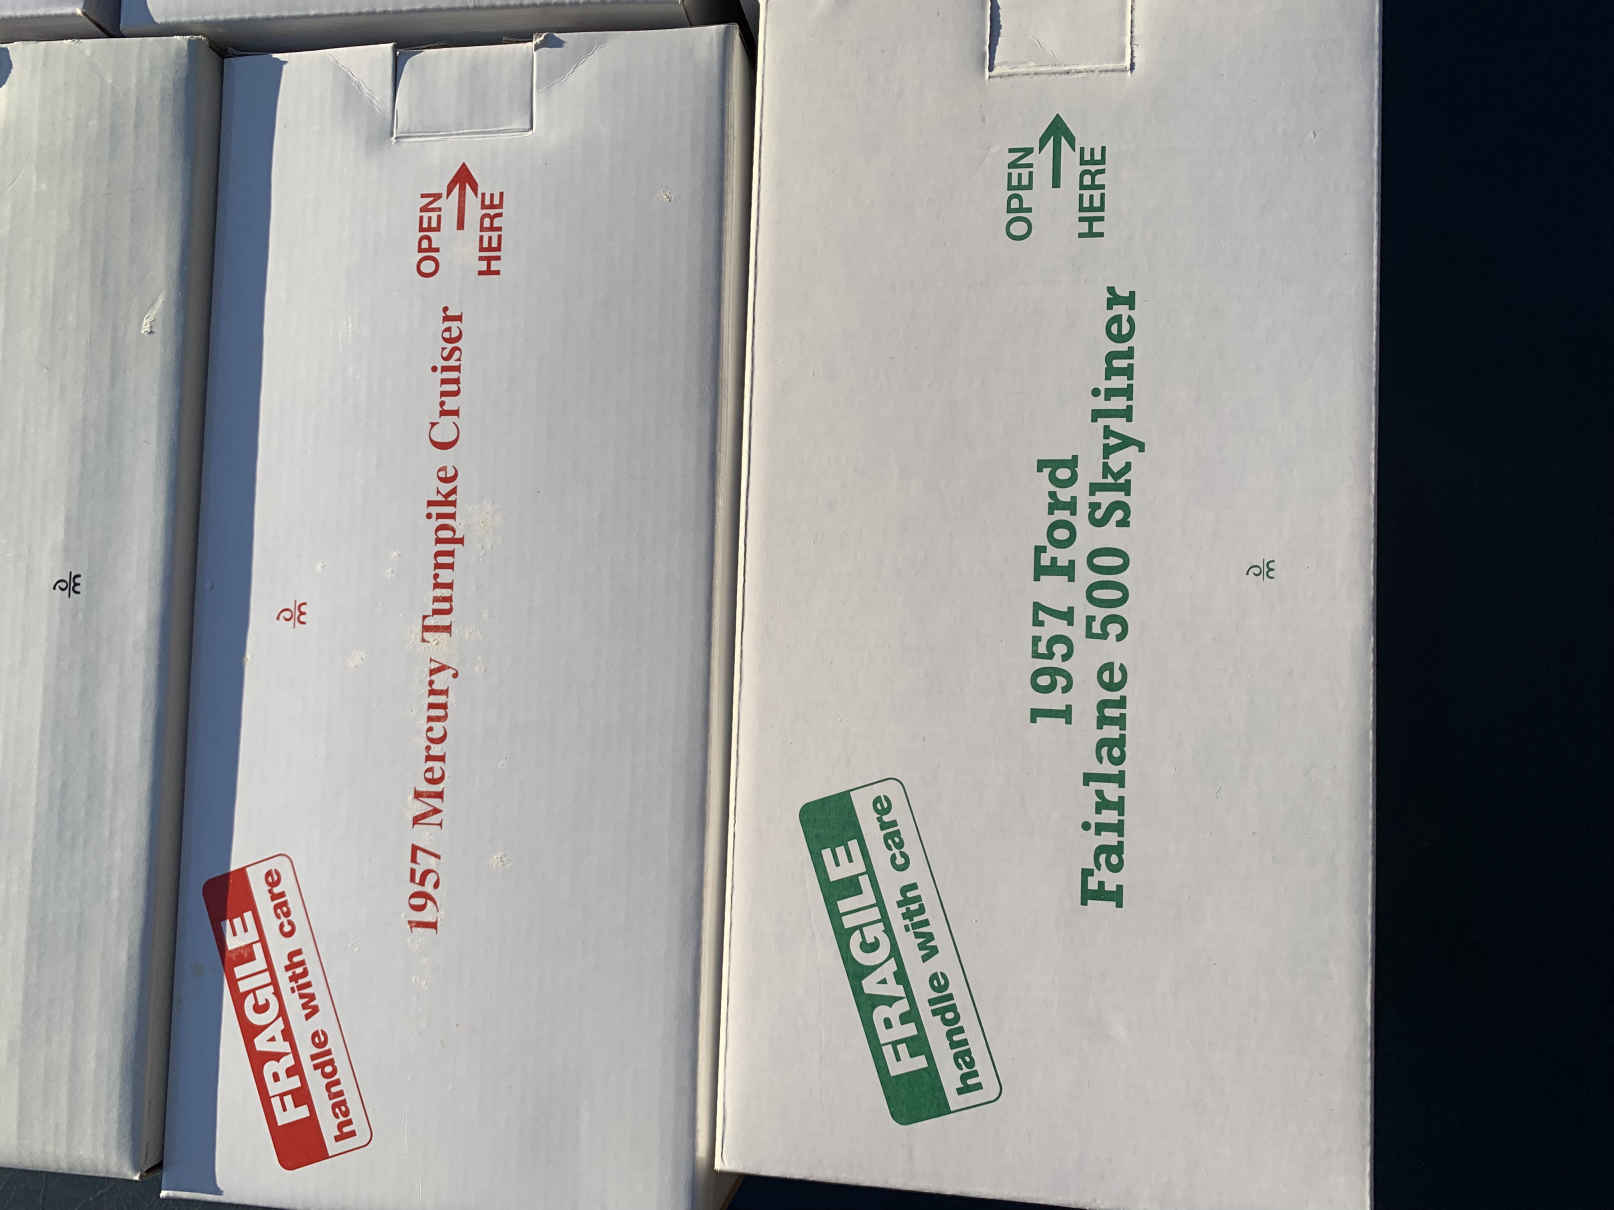 OPEN
HERE
1957 Mercury Turnpike Cruiser
FRAGILE
handle with care
OPEN
HERE
1957 Ford
Fairlane 500 Skyliner
FRAGILE
handle with care